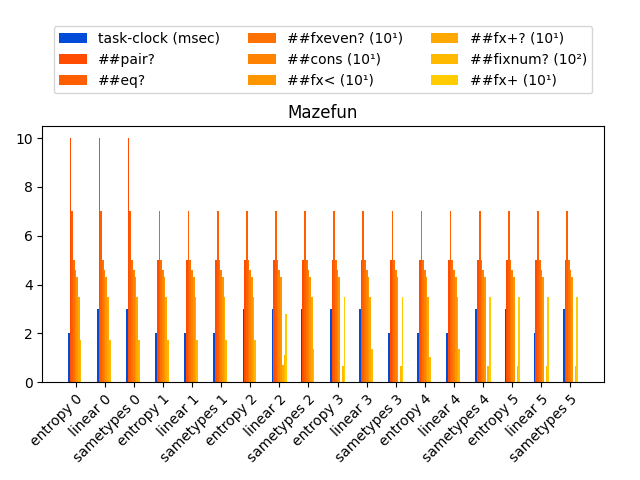 task-clock (msec)
##pair?
##eq?
##fxeven? (10¹)
##cons (10¹)
##fx< (10¹)
##fx+? (10¹)
##fixnum? (10²)
##fx+ (10¹)
Mazefun
10
8
6
4
2
0
entropy 0
linear 0
sametypes 0
entropy 1
linear 1
sametypes 1
entropy 2
linear 2
sametypes 2
entropy 3
linear 3
sametypes 3
entropy 4
linear 4
sametypes 4
entropy 5
linear 5
sametypes 5